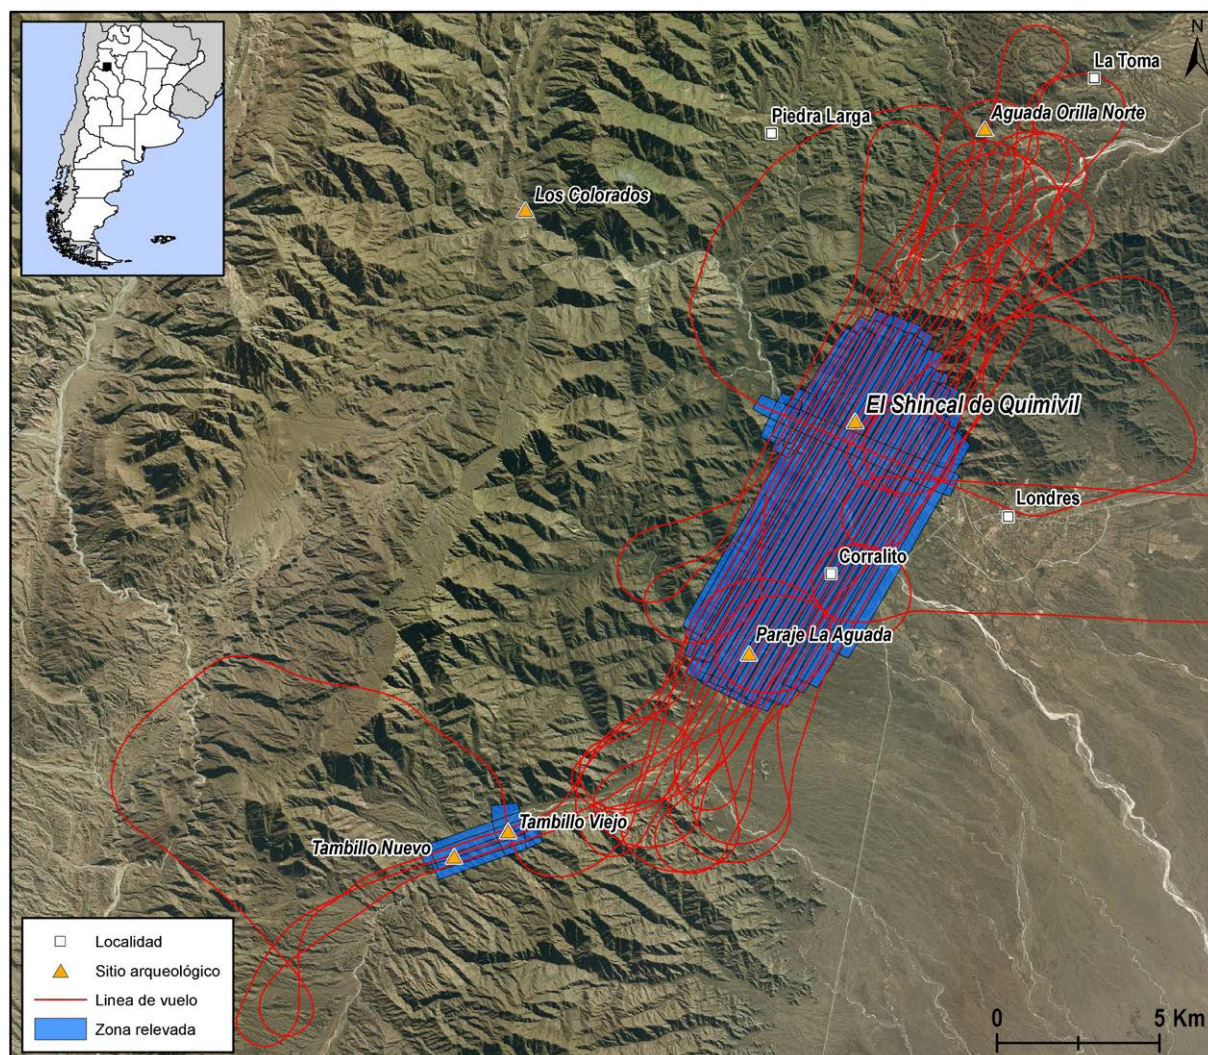 N
La Toma
Piedra Larga
Aguada Orilla Norte
Los Colorados
El Shincal de Quimivil
Londres
Corralito
Paraje La Aguada
Tambillo Viejo
Tambillo Nuevo
Localidad
Sitio arqueológico
Linea de vuelo
Zona relevada
0 5 Km